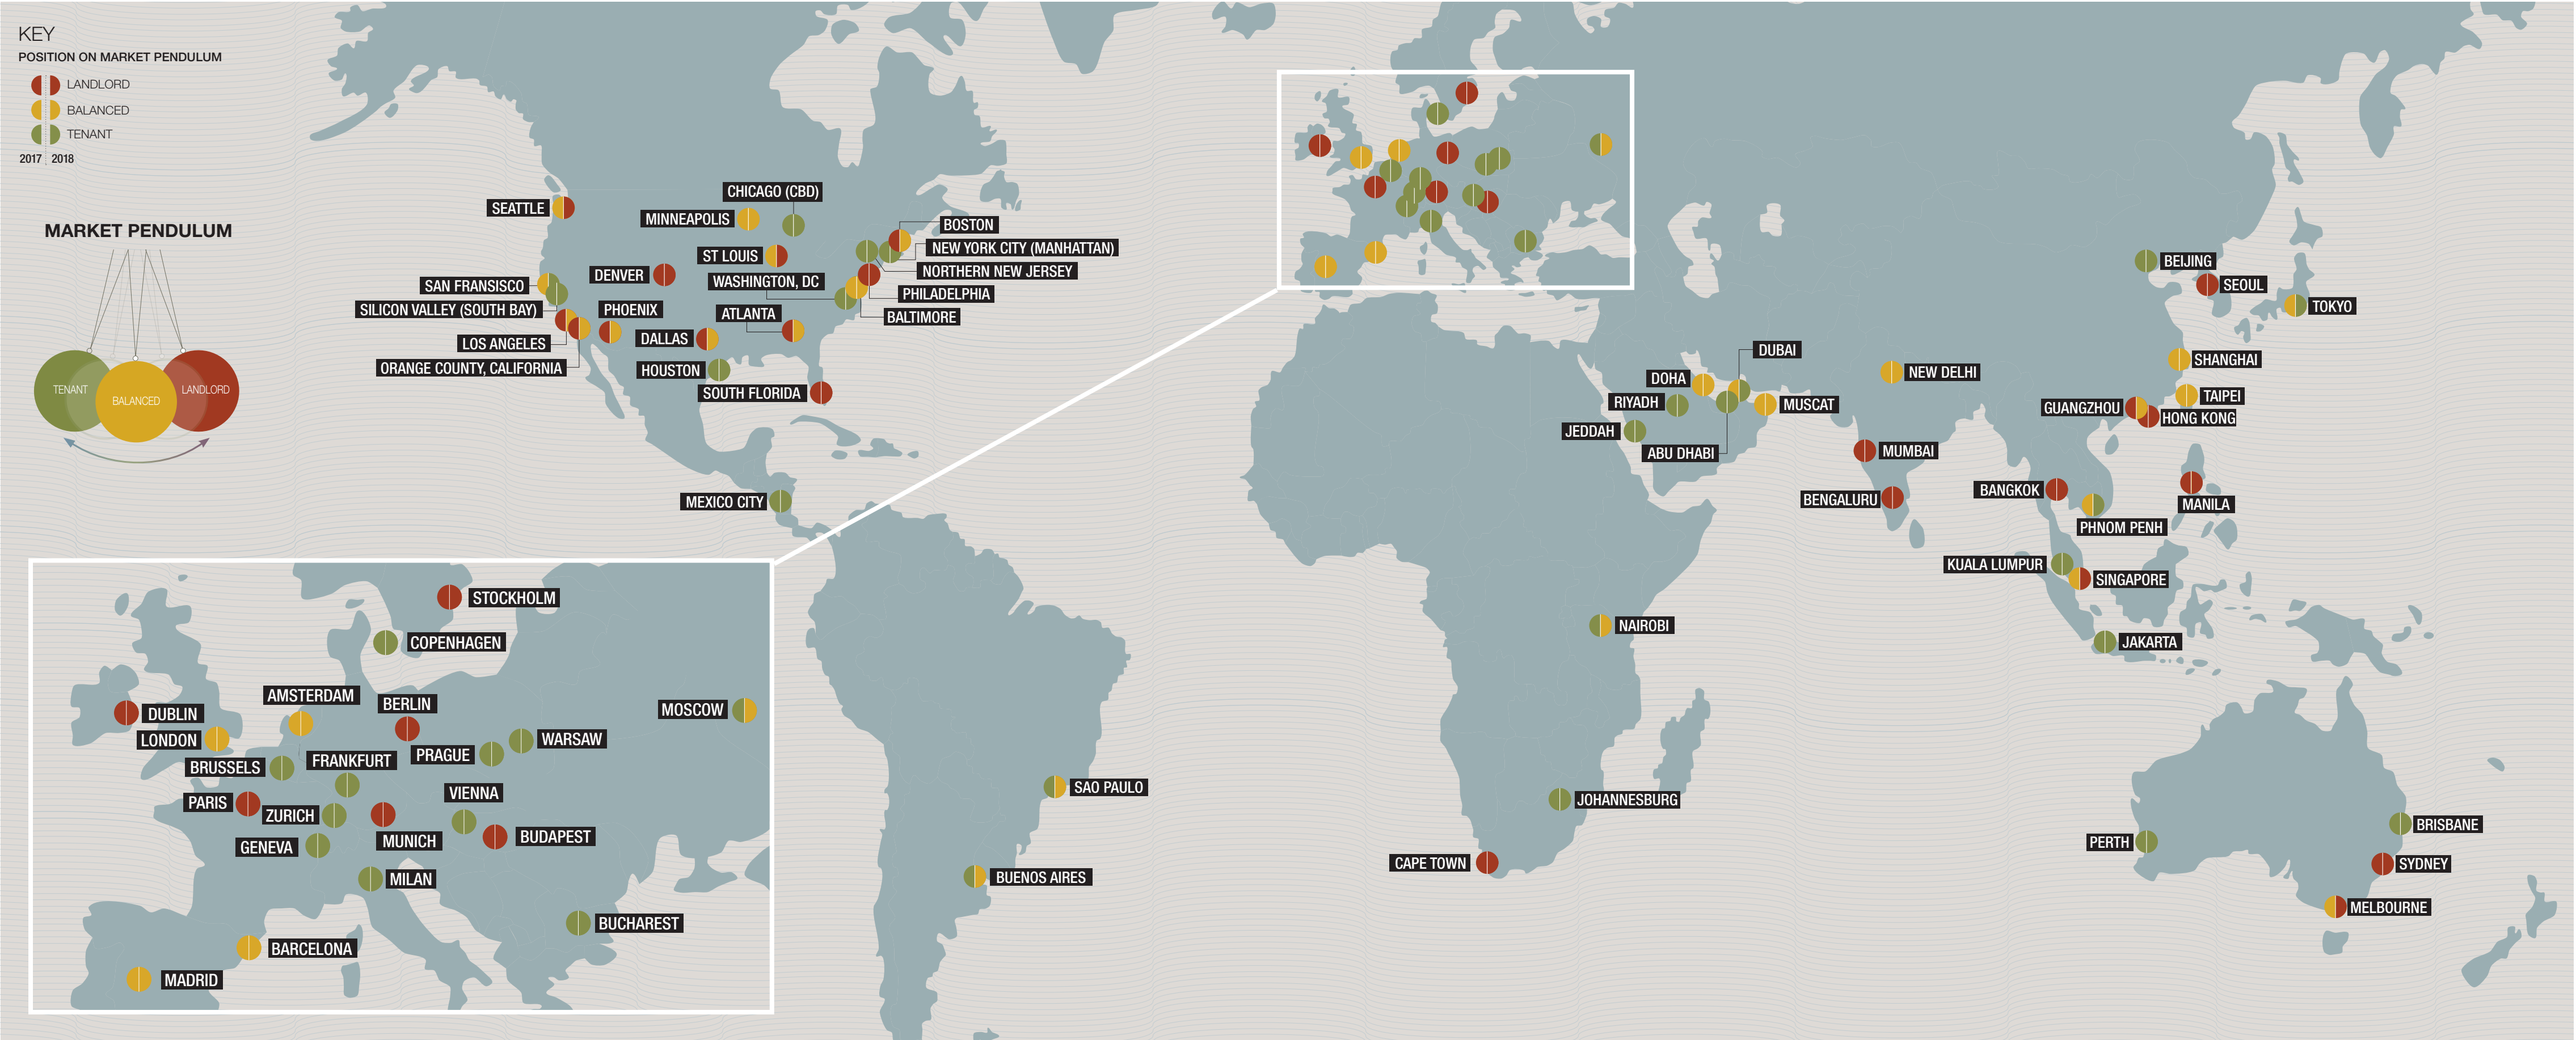 KEY
POSITION ON MARKET PENDULUM
LANDLORD
BALANCED
TENANT
2017 2018
MARKET PENDULUM
TENANT
BALANCED
LANDLORD
SEATTLE
CHICAGO (CBD)
MINNEAPOLIS
ST LOUIS
DENVER
WASHINGTON, DC
BOSTON
NEW YORK CITY (MANHATTAN)
NORTHERN NEW JERSEY
PHILADELPHIA
BALTIMORE
SAN FRANSISCO
SILICON VALLEY (SOUTH BAY)
PHOENIX
ATLANTA
LOS ANGELES
DALLAS
ORANGE COUNTY, CALIFORNIA
HOUSTON
SOUTH FLORIDA
MEXICO CITY
STOCKHOLM
COPENHAGEN
AMSTERDAM
BERLIN
DUBLIN
MOSCOW
LONDON
WARSAW
PRAGUE
BRUSSELS
FRANKFURT
VIENNA
PARIS
ZURICH
MUNICH
BUDAPEST
GENEVA
MILAN
BUCHAREST
BARCELONA
MADRID
SAO PAULO
BUENOS AIRES
DUBAI
DOHA
RIYADH
MUSCAT
JEDDAH
ABU DHABI
NAIROBI
JOHANNESBURG
CAPE TOWN
NEW DELHI
MUMBAI
BENGALURU
BEIJING
SEOUL
TOKYO
SHANGHAI
TAIPEI
GUANGZHOU
HONG KONG
BANGKOK
MANILA
PHNOM PENH
KUALA LUMPUR
SINGAPORE
JAKARTA
BRISBANE
PERTH
SYDNEY
MELBOURNE